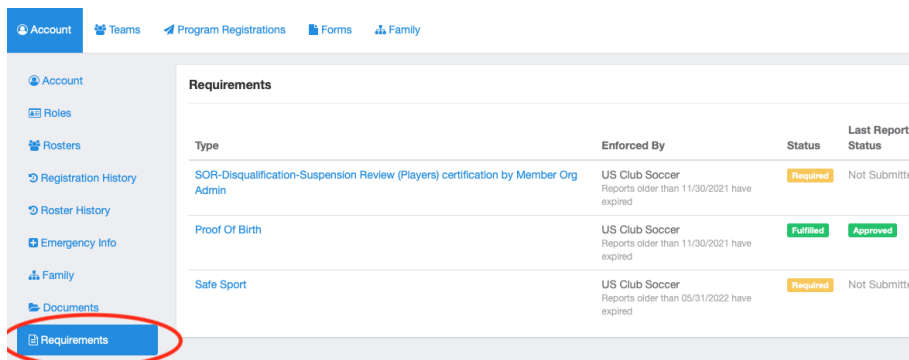 Account Teams Program Registrations Forms Family
Account
Roles
Rosters
Registration History
Roster History
Emergency Info
Family
Documents
Requirements
Requirements
Type Enforced By Status Last Report
Status
SOR-Disqualification-Suspension Review (Players) certification by Member Org
Admin
US Club Soccer
Reports older than 11/30/2021 have
expired
Required
Not Submitte
Proof Of Birth
US Club Soccer
Reports older than 11/30/2021 have
expired
Fulfilled
Approved
Safe Sport
US Club Soccer
Reports older than 05/31/2022 have
expired
Required
Not Submitte